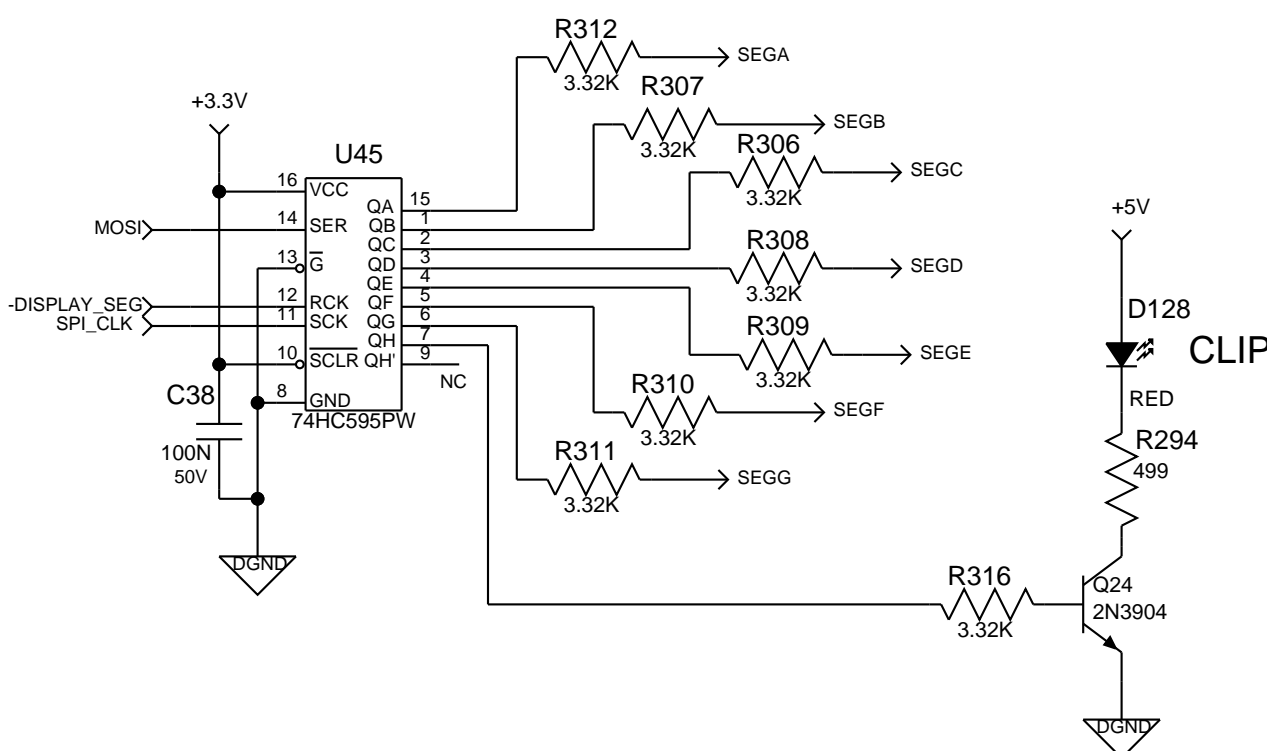 R312
SEGA
3.32K
R307
+3.3V
SEGB
3.32K
R306
U45
SEGC
3.32K
16 VCC
15
QA
MOSI
14 SER
1
QB
2
QC
+5V
13 G
3
QD
R308
SEGD
3.32K
4
QE
-DISPLAY_SEG
12 RCK
5
QF
SPI_CLK
11 SCK
6
QG
D128
7
QH
R309
SEGE
3.32K
CLIP
10 SCLR
QH' 9
NC
C38
8 GND
74HC595PW
R310
SEGF
3.32K
RED
100N
50V
R311
SEGG
3.32K
R294
499
DGND
R316
3.32K
Q24
2N3904
DGND